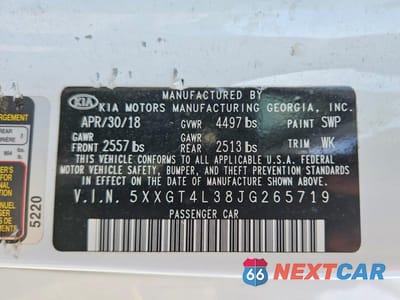 MANUFACTURED BY
KIA
KIA MOTORS MANUFACTURING GEORGIA, INC.
APR/30/18 GVWR 4497 lbs PAINT SWP
GAWR GAWR
FRONT 2557 lbs REAR 2513 lbs TRIM WK
THIS VEHICLE CONFORMS TO ALL APPLICABLE U.S.A. FEDERAL
MOTOR VEHICLE SAFETY, BUMPER, AND THEFT PREVENTION STANDARDS
IN EFFECT ON THE DATE OF MANUFACTURE SHOWN ABOVE.
V.I.N. 5XXGT4L38JG265719
PASSENGER CAR
5220
REAR
66 NEXTCAR